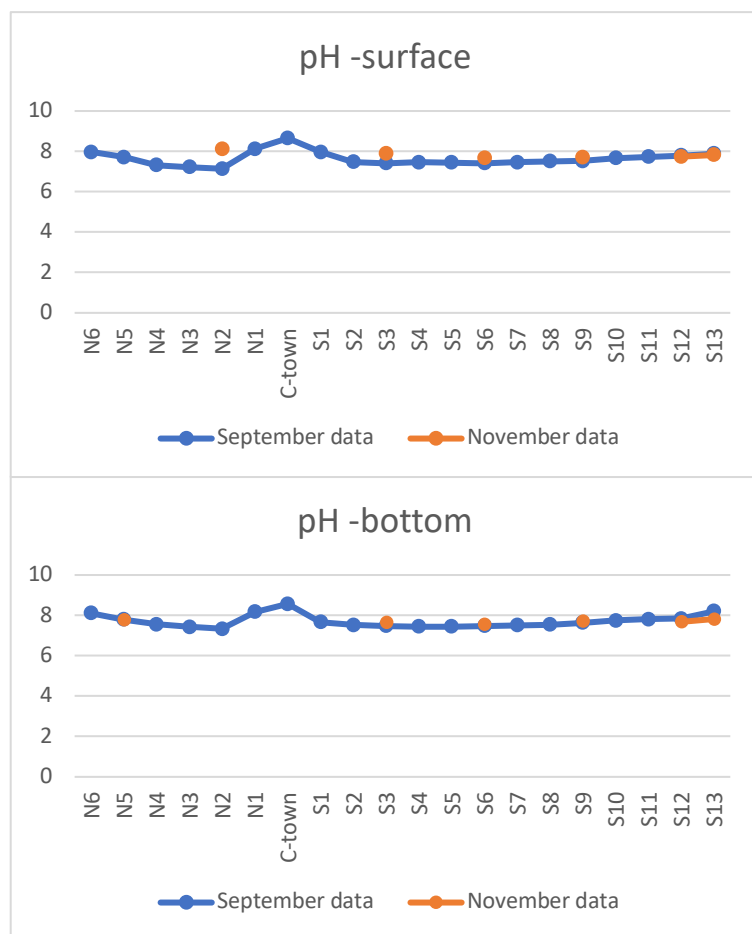 pH -surface
10
8
6
4
2
0
N6 N5 N4 N3 N2 N1 C-town S1 S2 S3 S4 S5 S6 S7 S8 S9 S10 S11 S12 S13
September data November data
pH -bottom
10
8
6
4
2
0
N6 N5 N4 N3 N2 N1 C-town S1 S2 S3 S4 S5 S6 S7 S8 S9 S10 S11 S12 S13
September data November data